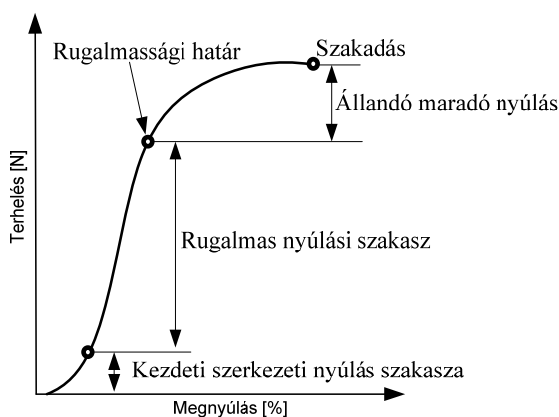 Szakadás
Rugalmassági határ
Állandó maradó nyúlás
Rugalmas nyúlási szakasz
Kezdeti szerkezeti nyúlás szakasza
Terhelés [N]
Megnyúlás [%]